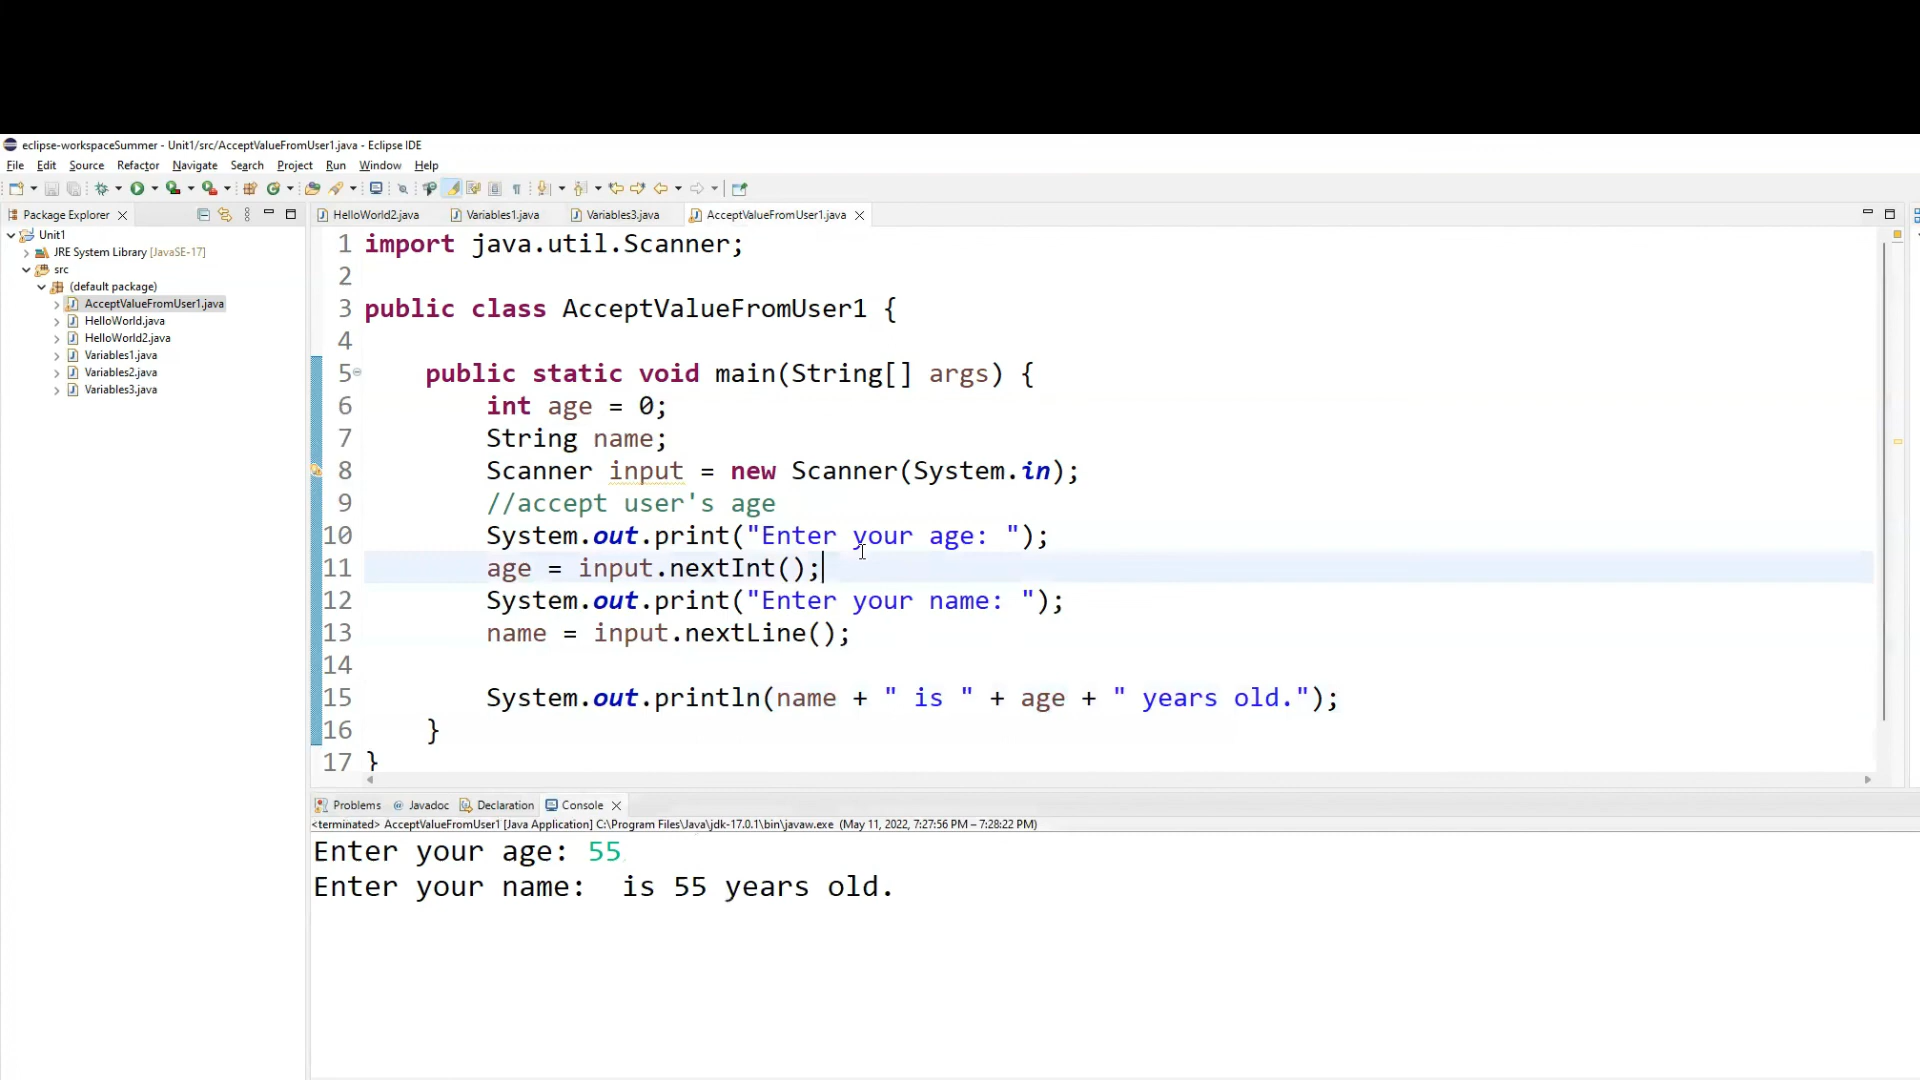 eclipse-workspaceSummer - Unit1/src/AcceptValueFromUser1.java - Eclipse IDE
File Edit Source Refactor Navigate Search Project Run Window Help
Package Explorer
HelloWorld2.java Variables1.java Variables3.java AcceptValueFromUser1.java
Unit1
JRE System Library [JavaSE-17]
src
(default package)
AcceptValueFromUser1.java
HelloWorld.java
HelloWorld2.java
Variables1.java
Variables2.java
Variables3.java
1 import java.util.Scanner;
2
3 public class AcceptValueFromUser1 {
4
5 public static void main(String[] args) {
6 int age = 0;
7 String name;
8 Scanner input = new Scanner(System.in);
9 //accept user's age
10 System.out.print("Enter your age: ");
11 age = input.nextInt();
12 System.out.print("Enter your name: ");
13 name = input.nextLine();
14
15 System.out.println(name + " is " + age + " years old.");
16 }
17 }
Problems @ Javadoc Declaration Console
<terminated> AcceptValueFromUser1 [Java Application] C:\Program Files\Java\jdk-17.0.1\bin\javaw.exe (May 11, 2022, 7:27:56 PM – 7:28:22 PM)
Enter your age: 55
Enter your name:  is 55 years old.